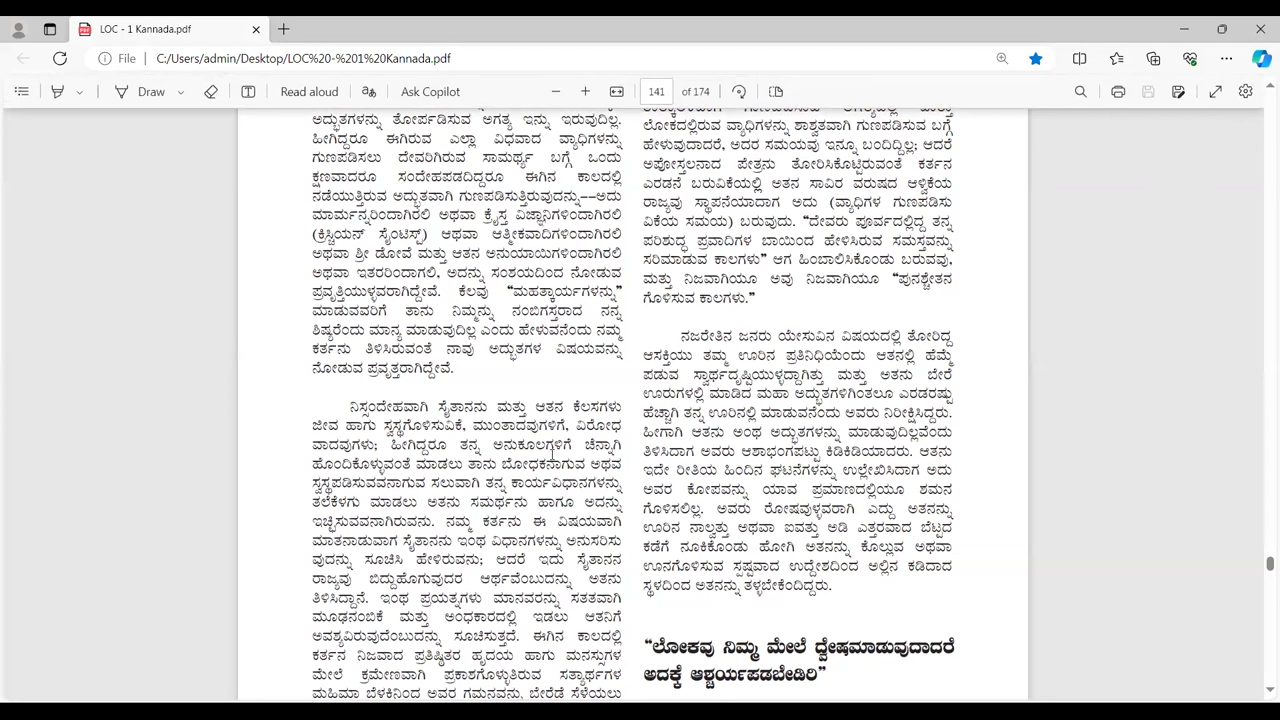 LOC - 1 Kannada.pdf
File
C:/Users/admin/Desktop/LOC%20-%201%20Kannada.pdf
Draw
Read aloud
Ask Copilot
141 of 174
ಅದ್ಭುತಗಳನ್ನು ತೋರ್ಪಡಿಸುವ ಅಗತ್ಯ ಇನ್ನು ಇರುವುದಿಲ್ಲ.
ಹೀಗಿದ್ದರೂ ಈಗಿರುವ ಎಲ್ಲಾ ವಿಧವಾದ ವ್ಯಾಧಿಗಳನ್ನು
ಗುಣಪಡಿಸಲು ದೇವರಿಗಿರುವ ಸಾಮರ್ಥ್ಯ ಬಗ್ಗೆ ಒಂದು
ಕ್ಷಣವಾದರೂ ಸಂದೇಹಪಡದಿದ್ದರೂ ಈಗಿನ ಕಾಲದಲ್ಲಿ
ನಡೆಯುತ್ತಿರುವ ಅದ್ಭುತವಾಗಿ ಗುಣಪಡಿಸುತ್ತಿರುವುದನ್ನು––ಅದು
ಮಾರ್ಮನ್ನರಿಂದಾಗಿರಲಿ ಅಥವಾ ಕ್ರೈಸ್ತ ವಿಜ್ಞಾನಿಗಳಿಂದಾಗಿರಲಿ
(ಕ್ರಿಶ್ಚಿಯನ್ ಸೈಂಟಿಸ್ಟ್) ಆಥವಾ ಆತ್ಮೀಕವಾದಿಗಳಿಂದಾಗಿರಲಿ
ಅಥವಾ ಶ್ರೀ ಡೋವೆ ಮತ್ತು ಆತನ ಅನುಯಾಯಿಗಳಿಂದಾಗಿರಲಿ
ಅಥವಾ ಇತರರಿಂದಾಗಲಿ, ಅದನ್ನು ಸಂಶಯದಿಂದ ನೋಡುವ
ಪ್ರವೃತ್ತಿಯುಳ್ಳವರಾಗಿದ್ದೇವೆ. ಕೆಲವು “ಮಹತ್ಕಾರ್ಯಗಳನ್ನು”
ಮಾಡುವವರಿಗೆ ತಾನು ನಿಮ್ಮನ್ನು ನಂಬಿಗಸ್ತರಾದ ನನ್ನ
ಶಿಷ್ಯರೆಂದು ಮಾನ್ಯ ಮಾಡುವುದಿಲ್ಲ ಎಂದು ಹೇಳುವನೆಂದು ನಮ್ಮ
ಕರ್ತನು ತಿಳಿಸಿರುವಂತೆ ನಾವು ಅದ್ಭುತಗಳ ವಿಷಯವನ್ನು
ನೋಡುವ ಪ್ರವೃತ್ತರಾಗಿದ್ದೇವೆ.
ನಿಸ್ಸಂದೇಹವಾಗಿ ಸೈತಾನನು ಮತ್ತು ಆತನ ಕೆಲಸಗಳು
ಜೀವ ಹಾಗು ಸ್ವಸ್ಥಗೊಳಿಸುವಿಕೆ, ಮುಂತಾದವುಗಳಿಗೆ, ವಿರೋಧ
ವಾದವುಗಳು; ಹೀಗಿದ್ದರೂ ತನ್ನ ಅನುಕೂಲಗಳಿಗೆ ಚೆನ್ನಾಗಿ
ಹೊಂದಿಕೊಳ್ಳುವಂತೆ ಮಾಡಲು ತಾನು ಬೋಧಕನಾಗುವ ಅಥವ
ಸ್ವಸ್ಥಪಡಿಸುವವನಾಗುವ ಸಲುವಾಗಿ ತನ್ನ ಕಾರ್ಯವಿಧಾನಗಳನ್ನು
ತಲೆಕೆಳಗು ಮಾಡಲು ಅತನು ಸಮರ್ಥನು ಹಾಗೂ ಅದನ್ನು
ಇಚ್ಛಿಸುವವನಾಗಿರುವನು. ನಮ್ಮ ಕರ್ತನು ಈ ವಿಷಯವಾಗಿ
ಮಾತನಾಡುವಾಗ ಸೈತಾನನು ಇಂಥ ವಿಧಾನಗಳನ್ನು ಅನುಸರಿಸು
ವುದನ್ನು ಸೂಚಿಸಿ ಹೇಳಿರುವನು; ಆದರೆ ಇದು ಸೈತಾನನ
ರಾಜ್ಯವು ಬಿದ್ದುಹೋಗುವುದರ ಆರ್ಥವೆಂಬುದನ್ನು ಅತನು
ತಿಳಿಸಿದ್ದಾನೆ. ಇಂಥ ಪ್ರಯತ್ನಗಳು ಮಾನವರನ್ನು ಸತತವಾಗಿ
ಮೂಢನಂಬಿಕೆ ಮತ್ತು ಅಂಧಕಾರದಲ್ಲಿ ಇಡಲು ಆತನಿಗೆ
ಅವಶ್ಯವಿರುವುದೆಂಬುದನ್ನು ಸೂಚಿಸುತ್ತದೆ. ಈಗಿನ ಕಾಲದಲ್ಲಿ
ಕರ್ತನ ನಿಜವಾದ ಪ್ರತಿಷ್ಠಿತರ ಹೃದಯ ಹಾಗು ಮನಸ್ಸುಗಳ
ಮೇಲೆ ಕ್ರಮೇಣವಾಗಿ ಪ್ರಕಾಶಗೊಳ್ಳುತಿರುವ ಸತ್ಯಾರ್ಥಗಳ
ಮಹಿಮಾ ಬೆಳಕಿನಿಂದ ಅವರ ಗಮನವನ್ನು ಬೇರೆಡೆ ಸೆಳೆಯಲು
ಲೋಕದಲ್ಲಿರುವ ವ್ಯಾಧಿಗಳನ್ನು ಶಾಶ್ವತವಾಗಿ ಗುಣಪಡಿಸುವ ಬಗ್ಗೆ
ಹೇಳುವುದಾದರೆ, ಅದರ ಸಮಯವು ಇನ್ನೂ ಬಂದಿದ್ದಿಲ್ಲ; ಆದರೆ
ಅಪೋಸ್ತಲನಾದ ಪೇತ್ರನು ತೋರಿಸಿಕೊಟ್ಟಿರುವಂತೆ ಕರ್ತನ
ಎರಡನೆ ಬರುವಿಕೆಯಲ್ಲಿ ಅತನ ಸಾವಿರ ವರುಷದ ಆಳ್ವಿಕೆಯ
ರಾಜ್ಯವು ಸ್ಥಾಪನೆಯಾದಾಗ ಅದು (ವ್ಯಾಧಿಗಳ ಗುಣಪಡಿಸು
ವಿಕೆಯ ಸಮಯ) ಬರುವುದು. “ದೇವರು ಪೂರ್ವದಲ್ಲಿದ್ದ ತನ್ನ
ಪರಿಶುದ್ಧ ಪ್ರವಾದಿಗಳ ಬಾಯಿಂದ ಹೇಳಿಸಿರುವ ಸಮಸ್ತವನ್ನು
ಸರಿಮಾಡುವ ಕಾಲಗಳು” ಆಗ ಹಿಂಬಾಲಿಸಿಕೊಂಡು ಬರುವವು,
ಮತ್ತು ನಿಜವಾಗಿಯೂ ಅವು ನಿಜವಾಗಿಯೂ “ಪುನಶ್ಚೇತನ
ಗೊಳಿಸುವ ಕಾಲಗಳು.”
ನಜರೇತಿನ ಜನರು ಯೇಸುವಿನ ವಿಷಯದಲ್ಲಿ ತೋರಿದ್ದ
ಆಸಕ್ತಿಯು ತಮ್ಮ ಊರಿನ ಪ್ರತಿನಿಧಿಯೆಂದು ಆತನಲ್ಲಿ ಹೆಮ್ಮೆ
ಪಡುವ ಸ್ವಾರ್ಥದೃಷ್ಟಿಯುಳ್ಳದ್ದಾಗಿತ್ತು ಮತ್ತು ಅತನು ಬೇರೆ
ಊರುಗಳಲ್ಲಿ ಮಾಡಿದ ಮಹಾ ಅದ್ಭುತಗಳಿಗಿಂತಲೂ ಎರಡರಷ್ಟು
ಹೆಚ್ಚಾಗಿ ತನ್ನ ಊರಿನಲ್ಲಿ ಮಾಡುವನೆಂದು ಅವರು ನಿರೀಕ್ಷಿಸಿದ್ದರು.
ಹೀಗಾಗಿ ಆತನು ಅಂಥ ಅದ್ಭುತಗಳನ್ನು ಮಾಡುವುದಿಲ್ಲವೆಂದು
ತಿಳಿಸಿದಾಗ ಅವರು ಆಶಾಭಂಗಪಟ್ಟು ಕಿಡಿಕಿಡಿಯಾದರು. ಆತನು
ಇದೇ ರೀತಿಯ ಹಿಂದಿನ ಘಟನೆಗಳನ್ನು ಉಲ್ಲೇಖಿಸಿದಾಗ ಅದು
ಅವರ ಕೋಪವನ್ನು ಯಾವ ಪ್ರಮಾಣದಲ್ಲಿಯೂ ಶಮನ
ಗೊಳಿಸಲಿಲ್ಲ. ಅವರು ರೋಷವುಳ್ಳವರಾಗಿ ಎದ್ದು ಅತನನ್ನು
ಊರಿನ ನಾಲ್ವತ್ತು ಅಥವಾ ಐವತ್ತು ಅಡಿ ಎತ್ತರವಾದ ಬೆಟ್ಟದ
ಕಡೆಗೆ ನೂಕಿಕೊಂಡು ಹೋಗಿ ಅತನನ್ನು ಕೊಲ್ಲುವ ಅಥವಾ
ಊನಗೊಳಿಸುವ ಸ್ಪಷ್ಟವಾದ ಉದ್ದೇಶದಿಂದ ಅಲ್ಲಿನ ಕಡಿದಾದ
ಸ್ಥಳದಿಂದ ಅತನನ್ನು ತಳ್ಳಬೇಕೆಂದಿದ್ದರು.
“ಲೋಕವು ನಿಮ್ಮ ಮೇಲೆ ದ್ವೇಷಮಾಡುವುದಾದರೆ
ಅದಕ್ಕೆ ಆಶ್ಚರ್ಯಪಡಬೇಡಿರಿ”